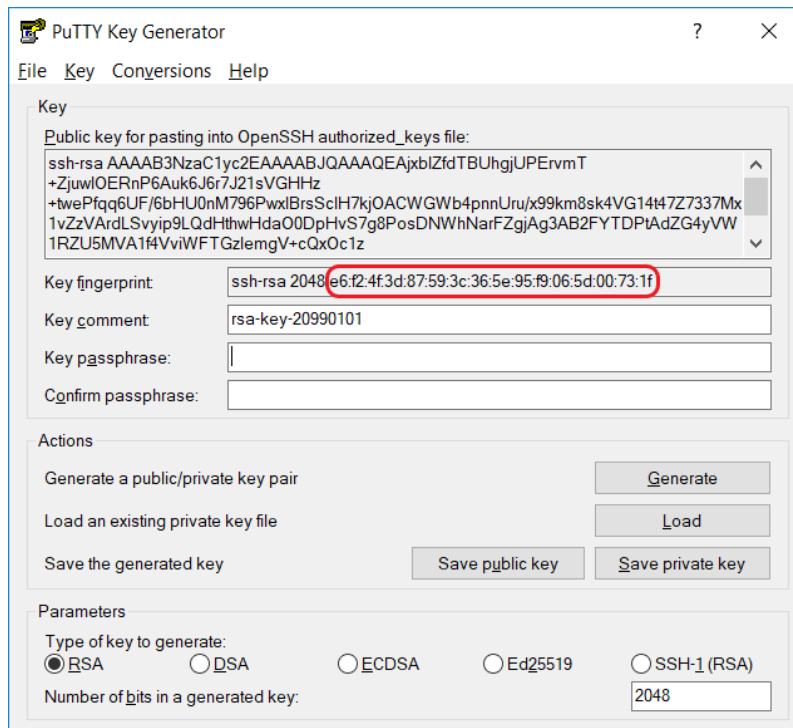 PuTTY Key Generator
File Key Conversions Help
Key
Public key for pasting into OpenSSH authorized_keys file:
ssh-rsa AAAAB3NzaC1yc2EAAAABJQAAAQEAjxblZfdTBUhgjUPErvmT
+ZjuwlOERnP6Auk6J6r7J21sVGHHz
+twePfqq6UF/6bHU0nM796PwxlBrsSclH7kjOACWGWb4pnnUru/x99km8sk4VG14t47Z7337Mx
1vZzVArdLSvyip9LQdHthwHdaO0DpHvS7g8PosDNWhNarFZgjAg3AB2FYTDPtAdZG4yVW
1RZU5MVA1f4VviWFTGzlemgV+cQxOc1z
Key fingerprint: ssh-rsa 2048 e6:f2:4f:3d:87:59:3c:36:5e:95:f9:06:5d:00:73:1f
Key comment: rsa-key-20990101
Key passphrase:
Confirm passphrase:
Actions
Generate a public/private key pair Generate
Load an existing private key file Load
Save the generated key Save public key Save private key
Parameters
Type of key to generate:
RSA DSA ECDSA Ed25519 SSH-1 (RSA)
Number of bits in a generated key: 2048